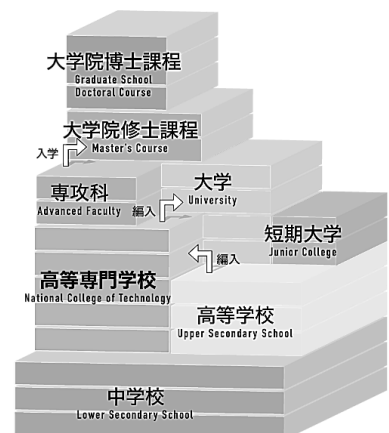 大学院博士課程
Graduate School
Doctoral Course
大学院修士課程
Master's Course
入学
専攻科
Advanced Faculty
編入
大学
University
短期大学
Junior College
編入
高等専門学校
National College of Technology
高等学校
Upper Secondary School
中学校
Lower Secondary School